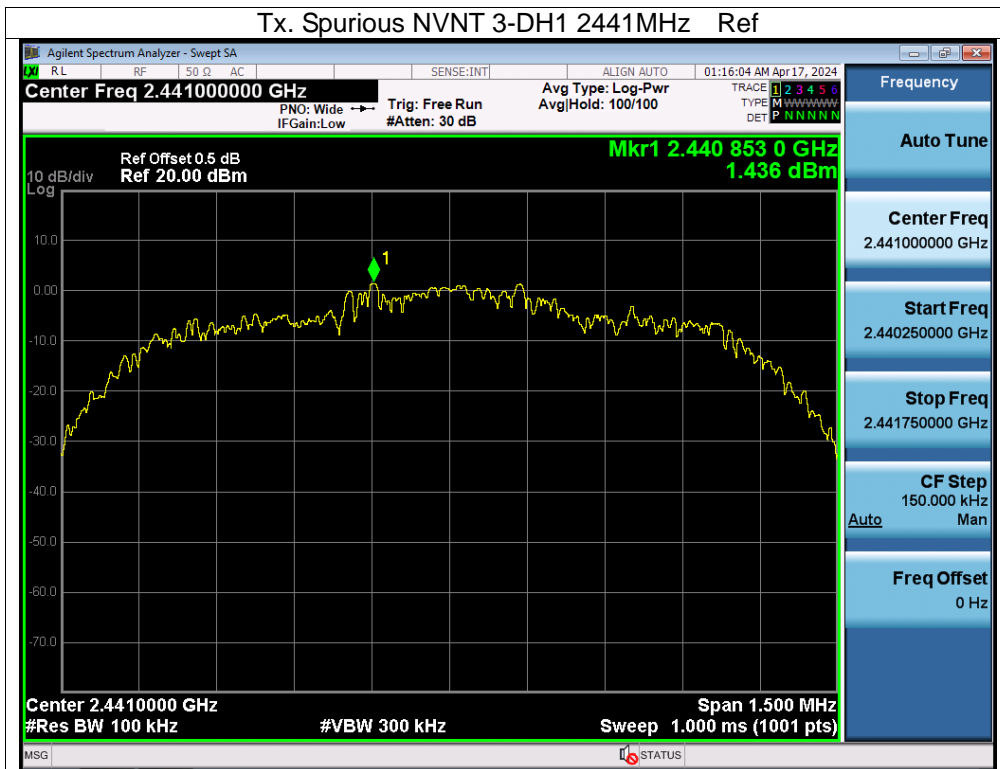 Tx. Spurious NVNT 3-DH1 2441MHz Ref
Agilent Spectrum Analyzer - Swept SA
LXI RL RF 50 Ω AC SENSE:INT ALIGN AUTO 01:16:04 AM Apr 17, 2024
Center Freq 2.441000000 GHz
PNO: Wide
IFGain:Low
Trig: Free Run
#Atten: 30 dB
Avg Type: Log-Pwr
Avg|Hold: 100/100
TRACE 1 2 3 4 5 6
TYPE M WWWWW
DET P N N N N N
Mkr1 2.440 853 0 GHz
1.436 dBm
Ref Offset 0.5 dB
10 dB/div Ref 20.00 dBm
Log
10.0
0.00
-10.0
-20.0
-30.0
-40.0
-50.0
-60.0
-70.0
1
Center 2.4410000 GHz Span 1.500 MHz
#Res BW 100 kHz #VBW 300 kHz Sweep 1.000 ms (1001 pts)
MSG STATUS
Frequency
Auto Tune
Center Freq
2.441000000 GHz
Start Freq
2.440250000 GHz
Stop Freq
2.441750000 GHz
CF Step
150.000 kHz
Auto Man
Freq Offset
0 Hz